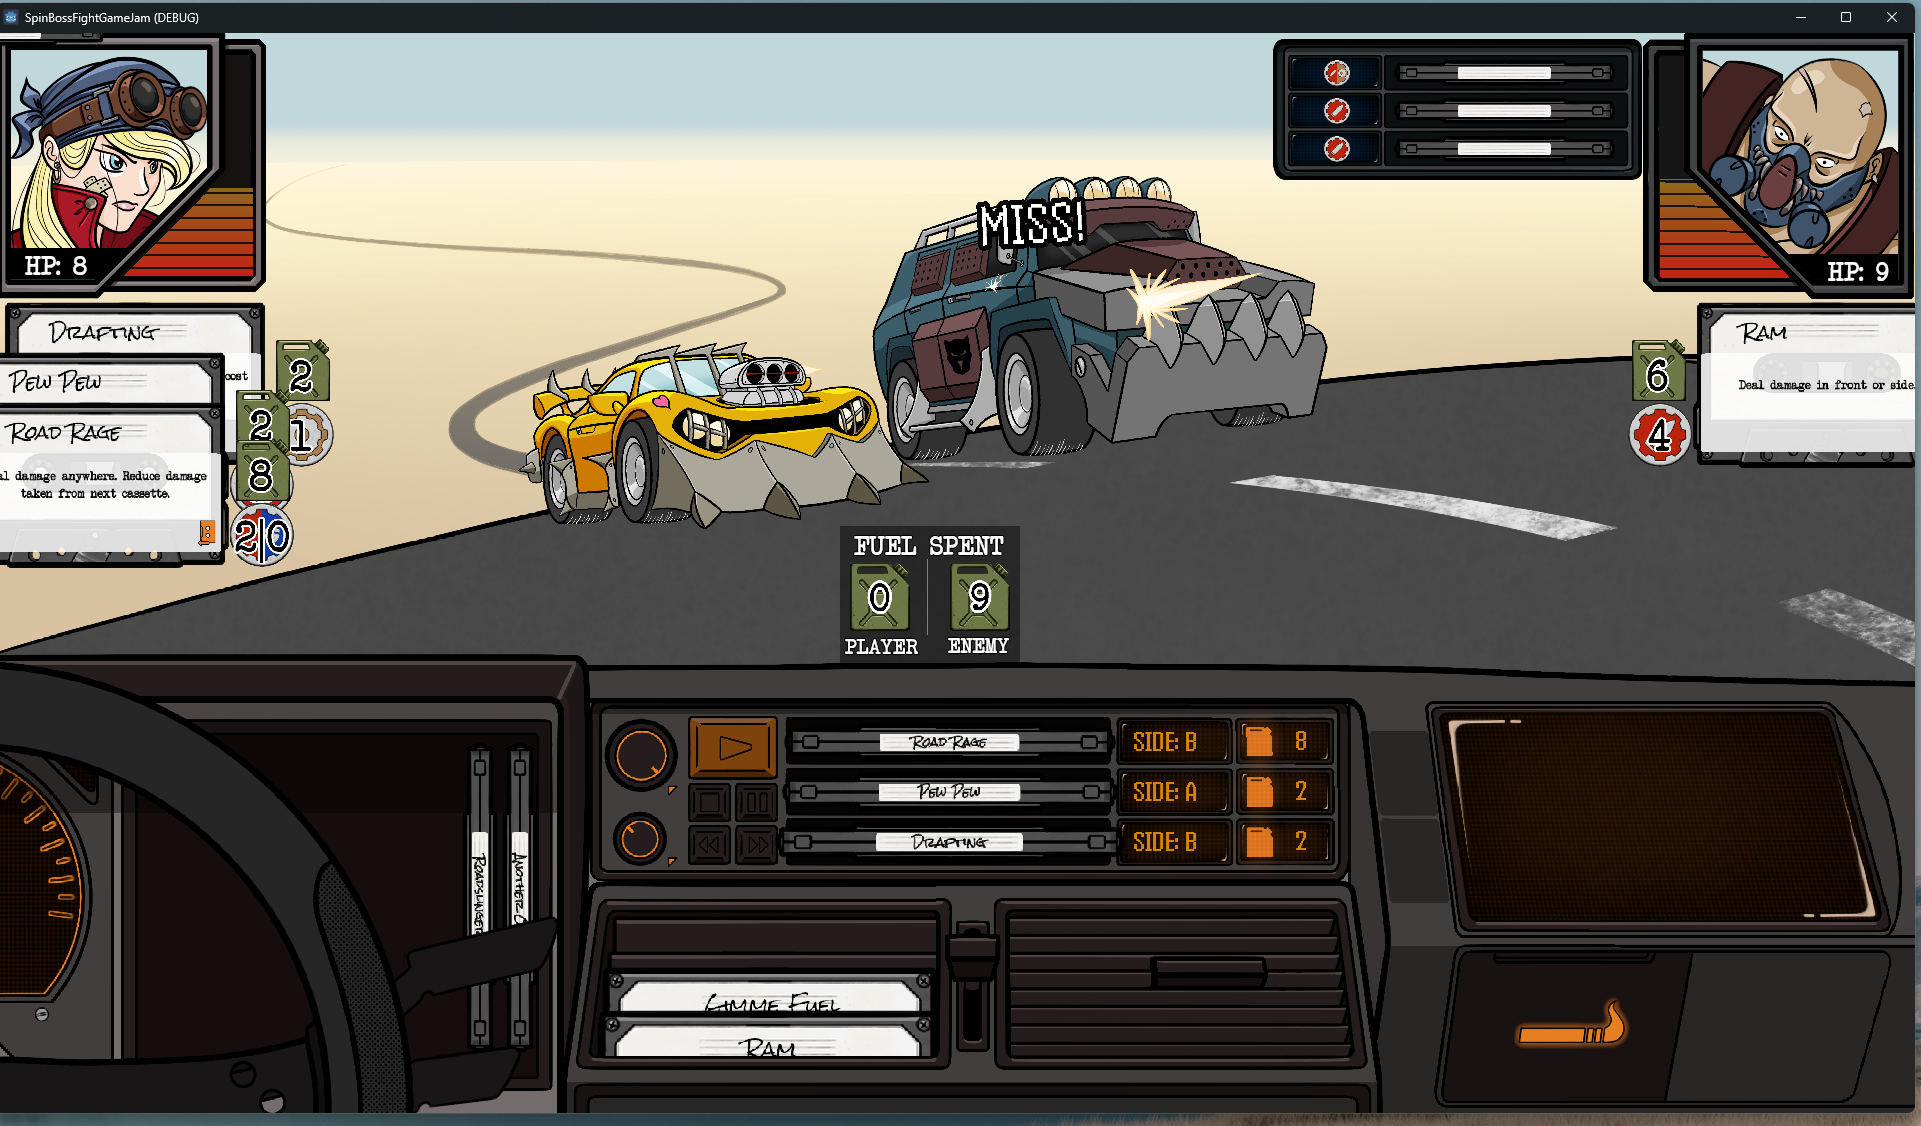 SpinBossFightGameJam (DEBUG)
HP: 8
HP: 9
MISS!
DRAFTING
2
1
PEW PEW
2
ROAD RAGE
8
al damage anywhere. Reduce damage
taken from next cassette.
2|0
RAM
6
Deal damage in front or side.
4
FUEL SPENT
0
9
PLAYER
ENEMY
ROAD RAGE
SIDE: B
8
PEW PEW
SIDE: A
2
DRAFTING
SIDE: B
2
GIMME FUEL
RAM